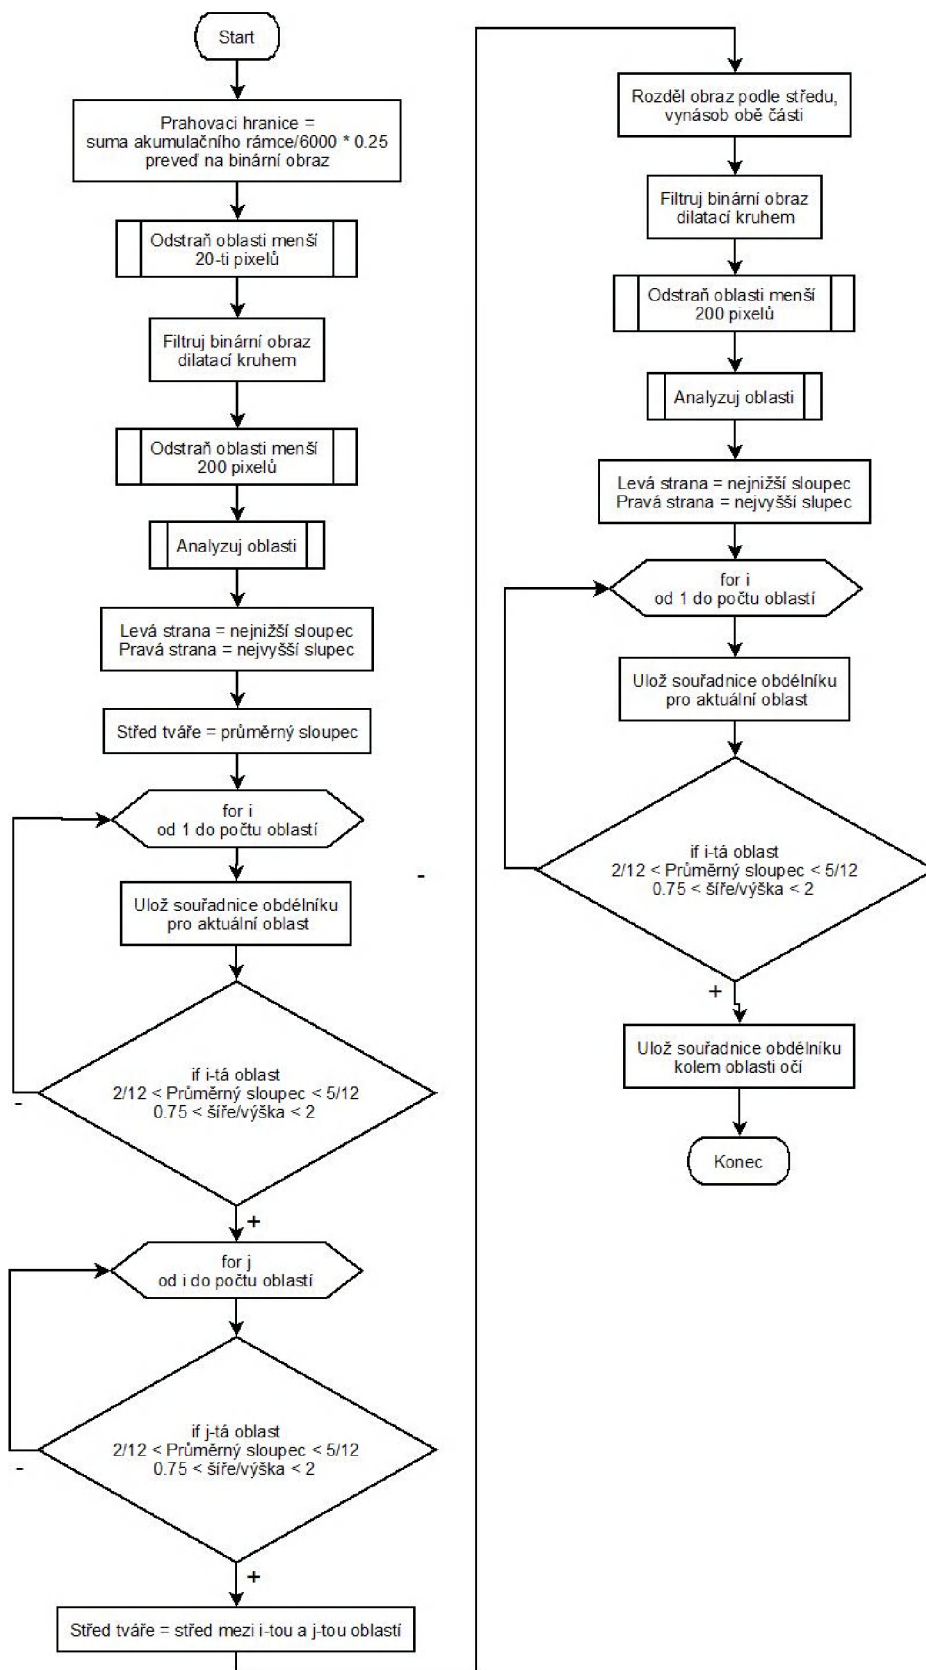 Start
Prahovaci hranice =
suma akumulačního rámce/6000 * 0.25
preveď na binární obraz
Odstraň oblasti menší
20-ti pixelů
Filtruj binární obraz
dilatací kruhem
Odstraň oblasti menší
200 pixelů
Analyzuj oblasti
Levá strana = nejnižší sloupec
Pravá strana = nejvyšší slupec
Střed tváře = průměrný sloupec
for i
od 1 do počtu oblastí
Ulož souřadnice obdélníku
pro aktuální oblast
if i-tá oblast
2/12 < Průměrný sloupec < 5/12
0.75 < šíře/výška < 2
-
+
for j
od i do počtu oblastí
if j-tá oblast
2/12 < Průměrný sloupec < 5/12
0.75 < šíře/výška < 2
-
+
Střed tváře = střed mezi i-tou a j-tou oblastí
Rozděl obraz podle středu,
vynásob obě části
Filtruj binární obraz
dilatací kruhem
Odstraň oblasti menší
200 pixelů
Analyzuj oblasti
Levá strana = nejnižší sloupec
Pravá strana = nejvyšší slupec
for i
od 1 do počtu oblastí
Ulož souřadnice obdélníku
pro aktuální oblast
if i-tá oblast
2/12 < Průměrný sloupec < 5/12
0.75 < šíře/výška < 2
-
+
Ulož souřadnice obdélníku
kolem oblasti očí
Konec